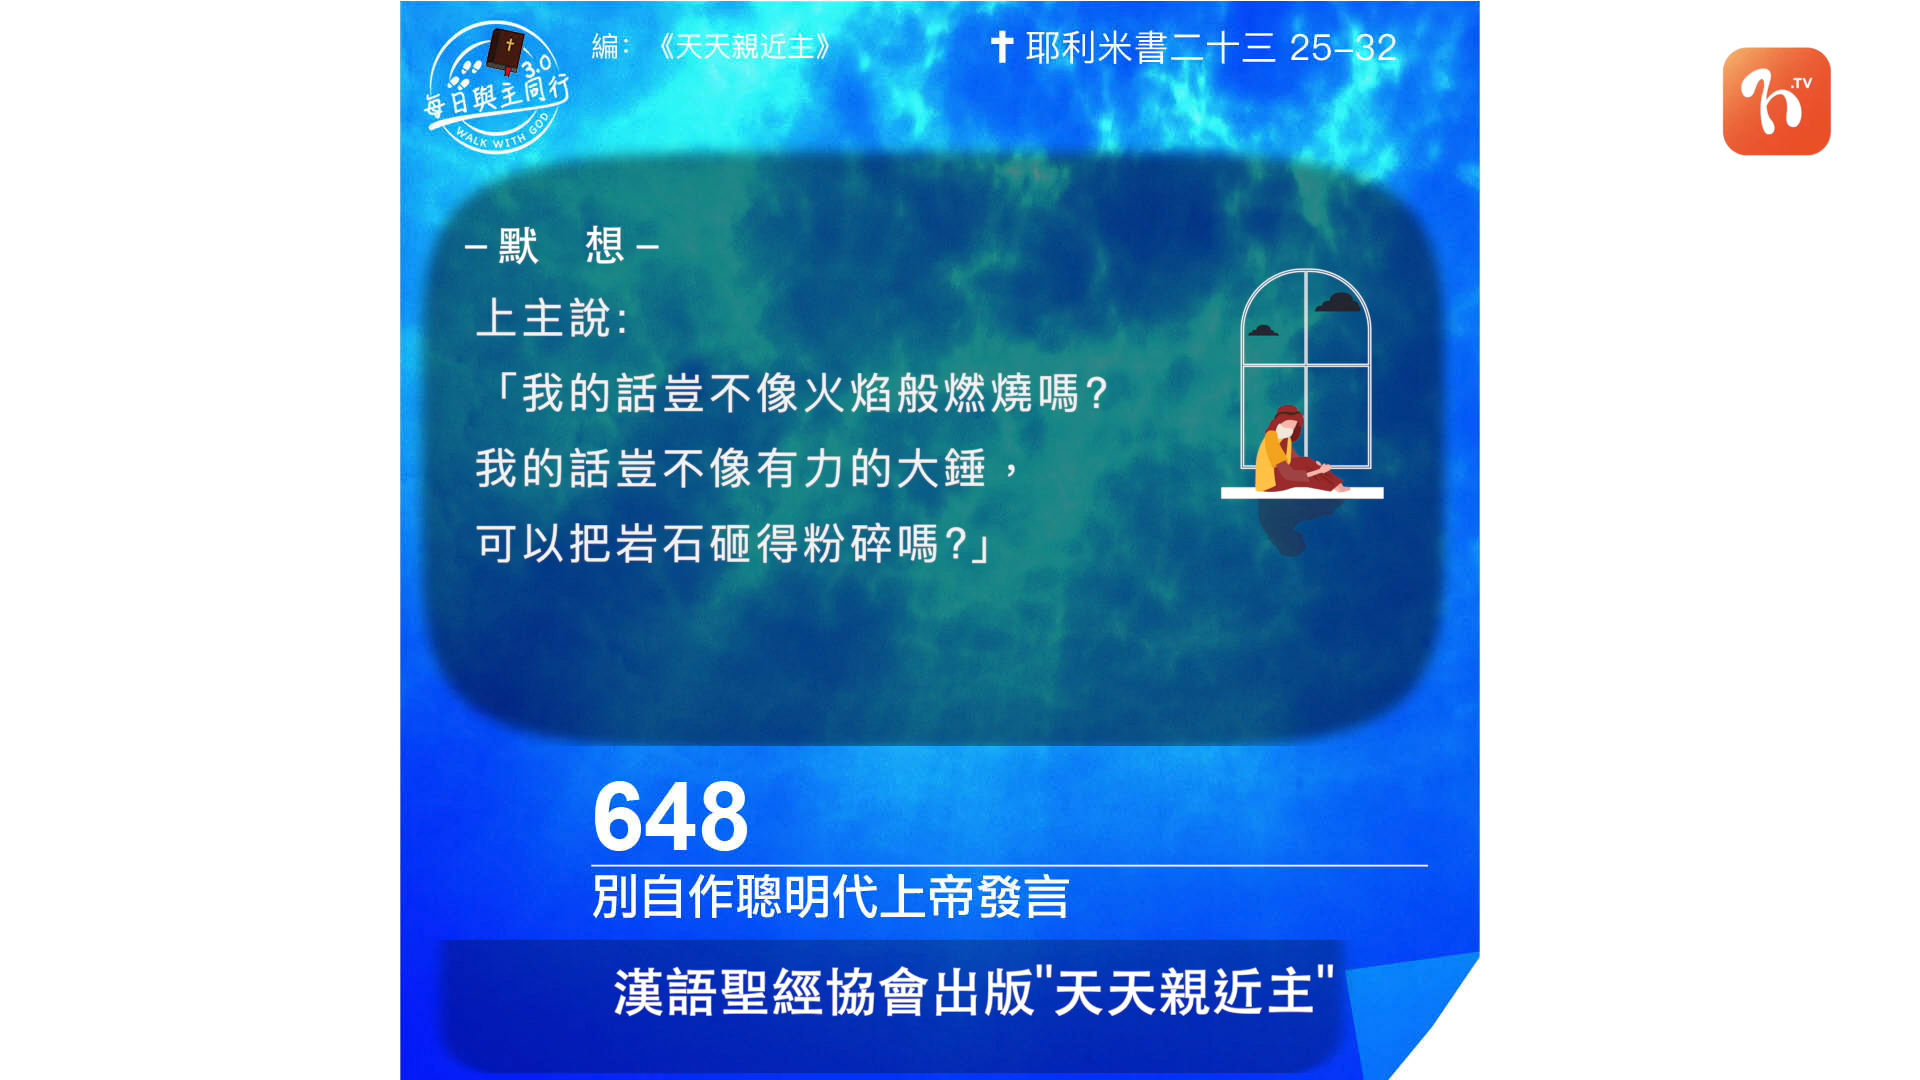 編：《天天親近主》
✝ 耶利米書二十三 25-32
3.0
每日與主同行
WALK WITH GOD
h.TV
–默 想–
上主說：
「我的話豈不像火焰般燃燒嗎？
我的話豈不像有力的大錘，
可以把岩石砸得粉碎嗎？」
648
別自作聰明代上帝發言
漢語聖經協會出版"天天親近主"